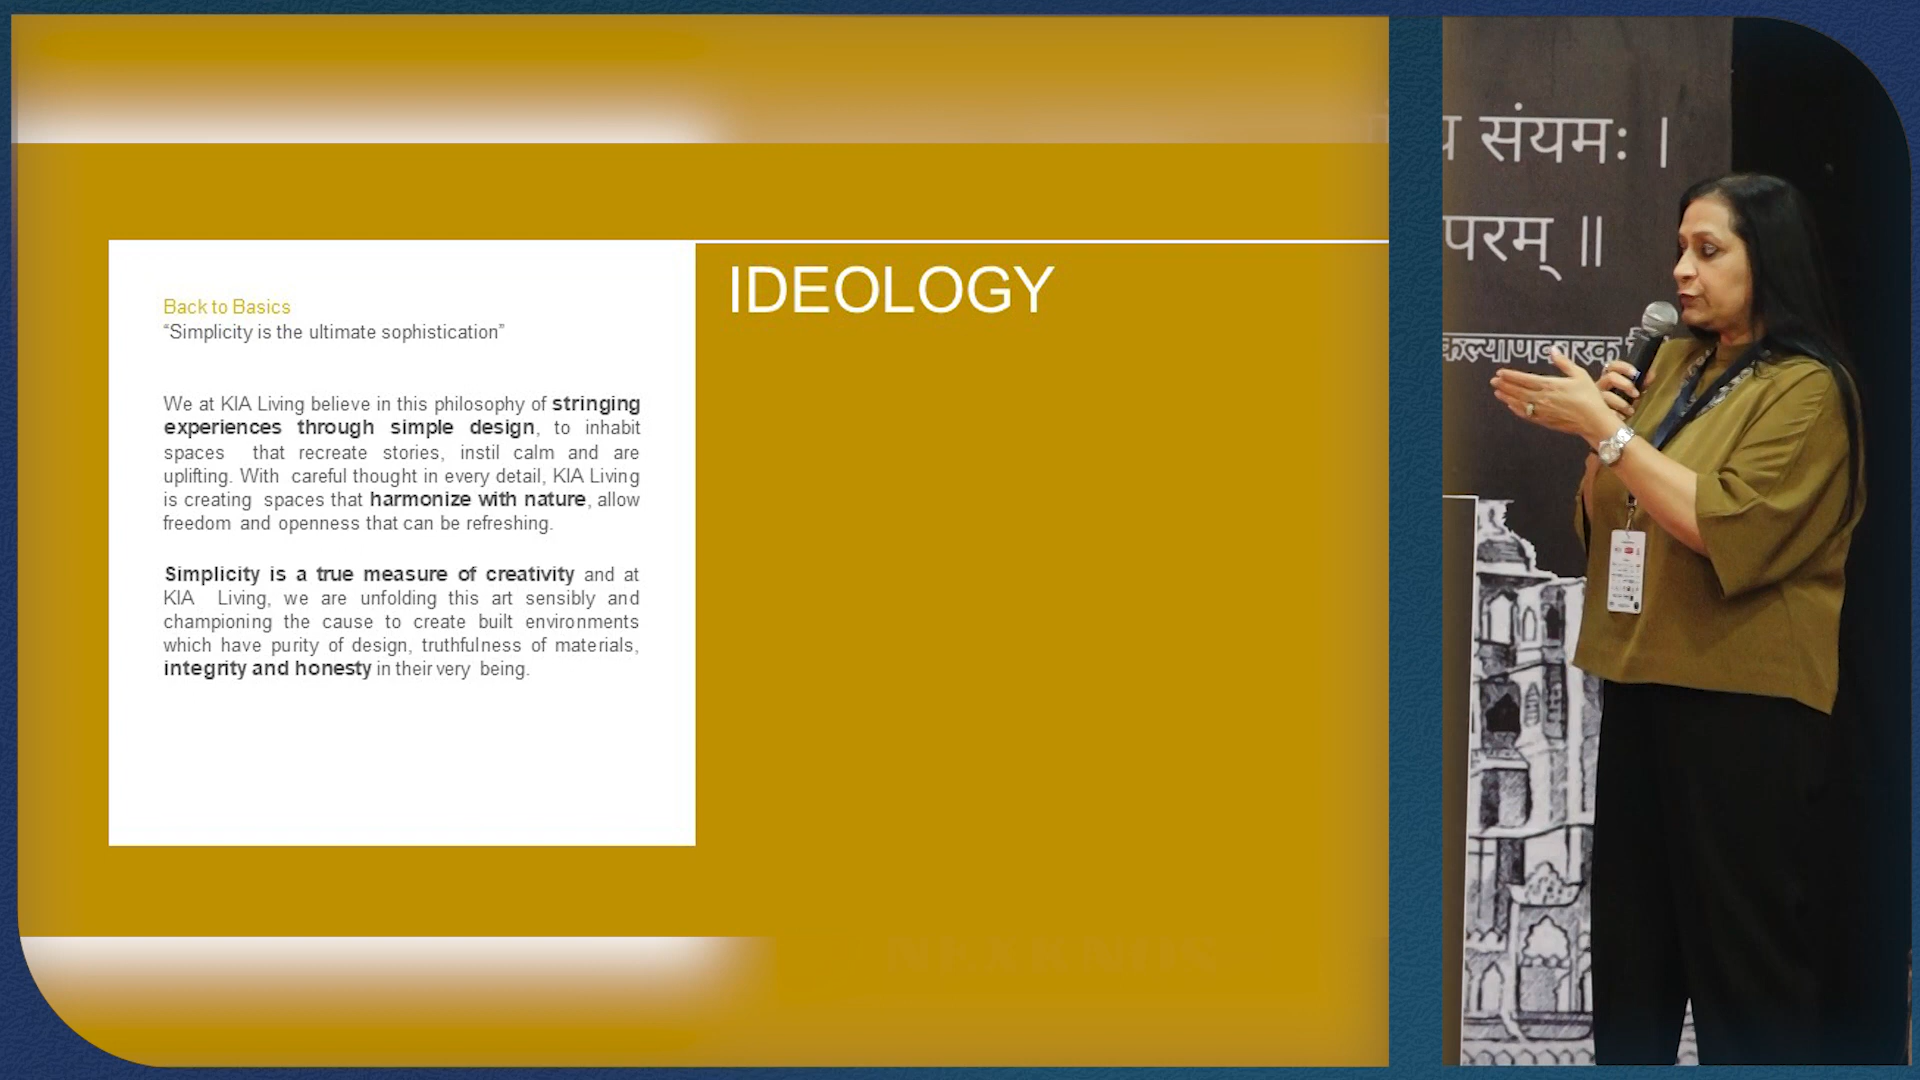 IDEOLOGY
Back to Basics
“Simplicity is the ultimate sophistication”
We at KIA Living believe in this philosophy of stringing
experiences through simple design, to inhabit
spaces that recreate stories, instil calm and are
uplifting. With careful thought in every detail, KIA Living
is creating spaces that harmonize with nature, allow
freedom and openness that can be refreshing.
Simplicity is a true measure of creativity and at
KIA Living, we are unfolding this art sensibly and
championing the cause to create built environments
which have purity of design, truthfulness of materials,
integrity and honesty in their very being.
संयमः ।
परम् ॥
कल्याणकारक